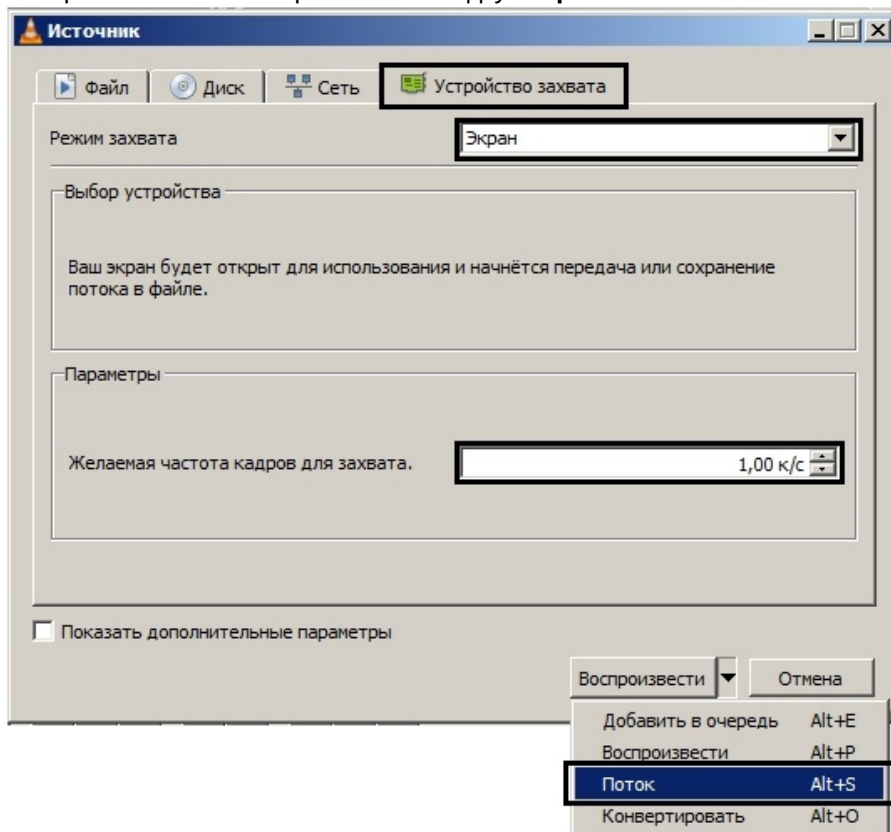 Источник
Файл Диск Сеть Устройство захвата
Режим захвата Экран
Выбор устройства
Ваш экран будет открыт для использования и начнётся передача или сохранение
потока в файле.
Параметры
Желаемая частота кадров для захвата. 1,00 к/с
Показать дополнительные параметры
Воспроизвести Отмена
Добавить в очередь Alt+E
Воспроизвести Alt+P
Поток Alt+S
Конвертировать Alt+O